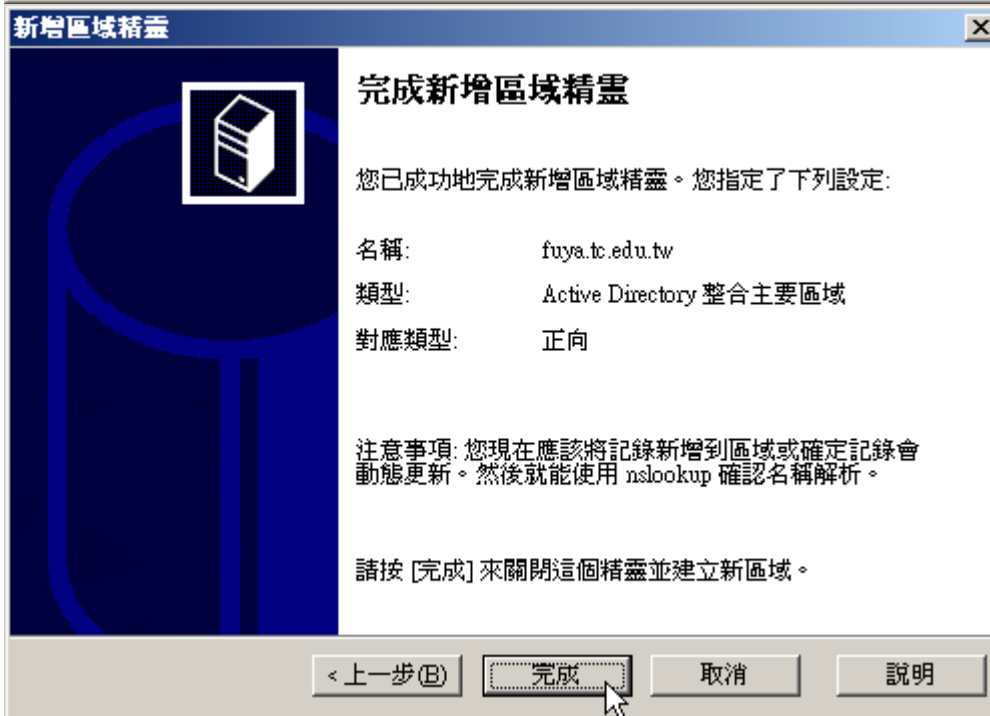 新增區域精靈
完成新增區域精靈
您已成功地完成新增區域精靈。您指定了下列設定:
名稱: fuya.tc.edu.tw
類型: Active Directory 整合主要區域
對應類型: 正向
注意事項: 您現在應該將記錄新增到區域或確定記錄會
動態更新。然後就能使用 nslookup 確認名稱解析。
請按 [完成] 來關閉這個精靈並建立新區域。
<上一步(B) 完成 取消 說明